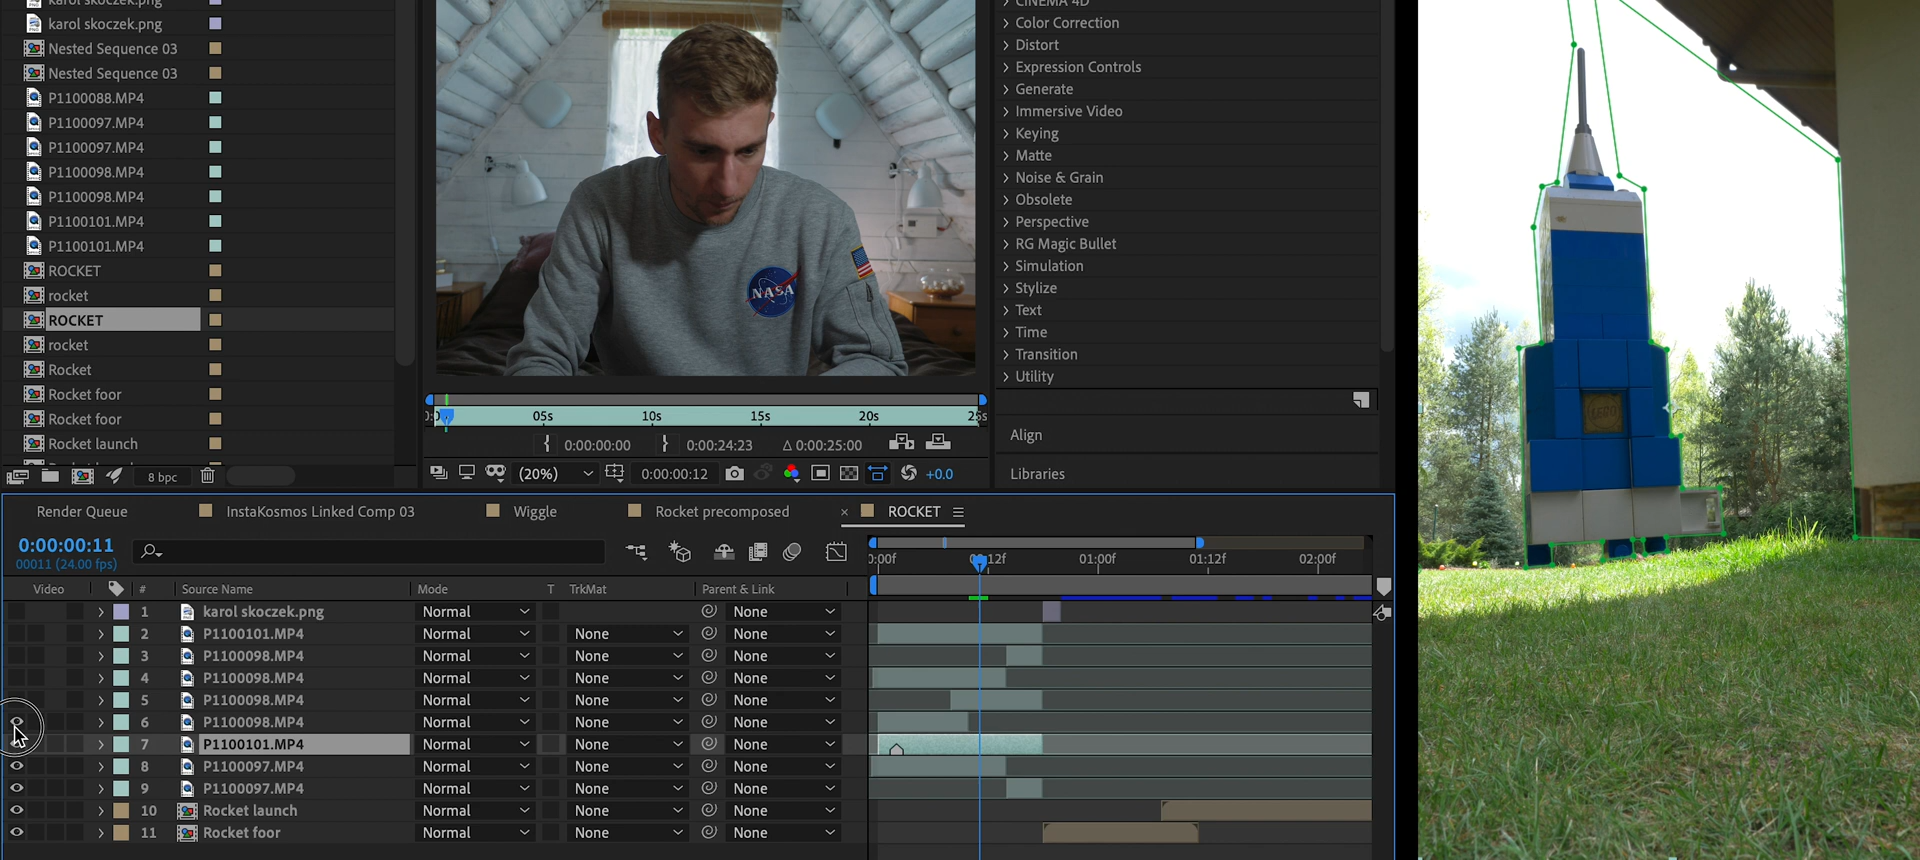 karol skoczek.png
karol skoczek.png
Nested Sequence 03
Nested Sequence 03
P1100088.MP4
P1100097.MP4
P1100097.MP4
P1100098.MP4
P1100098.MP4
P1100101.MP4
P1100101.MP4
ROCKET
rocket
ROCKET
rocket
Rocket
Rocket foor
Rocket foor
Rocket launch
8 bpc
NASA
05s 10s 15s 20s 25s
0:00:00:00 0:00:24:23 Δ 0:00:25:00
(20%) 0:00:00:12 +0.0
CINEMA 4D
Color Correction
Distort
Expression Controls
Generate
Immersive Video
Keying
Matte
Noise & Grain
Obsolete
Perspective
RG Magic Bullet
Simulation
Stylize
Text
Time
Transition
Utility
Align
Libraries
LEGO
Render Queue InstaKosmos Linked Comp 03 Wiggle Rocket precomposed × ROCKET
0:00:00:11
00011 (24.00 fps)
0:00f 00:12f 01:00f 01:12f 02:00f
Video # Source Name Mode T TrkMat Parent & Link
1 karol skoczek.png Normal None
2 P1100101.MP4 Normal None None
3 P1100098.MP4 Normal None None
4 P1100098.MP4 Normal None None
5 P1100098.MP4 Normal None None
6 P1100098.MP4 Normal None None
7 P1100101.MP4 Normal None None
8 P1100097.MP4 Normal None None
9 P1100097.MP4 Normal None None
10 Rocket launch Normal None None
11 Rocket foor Normal None None